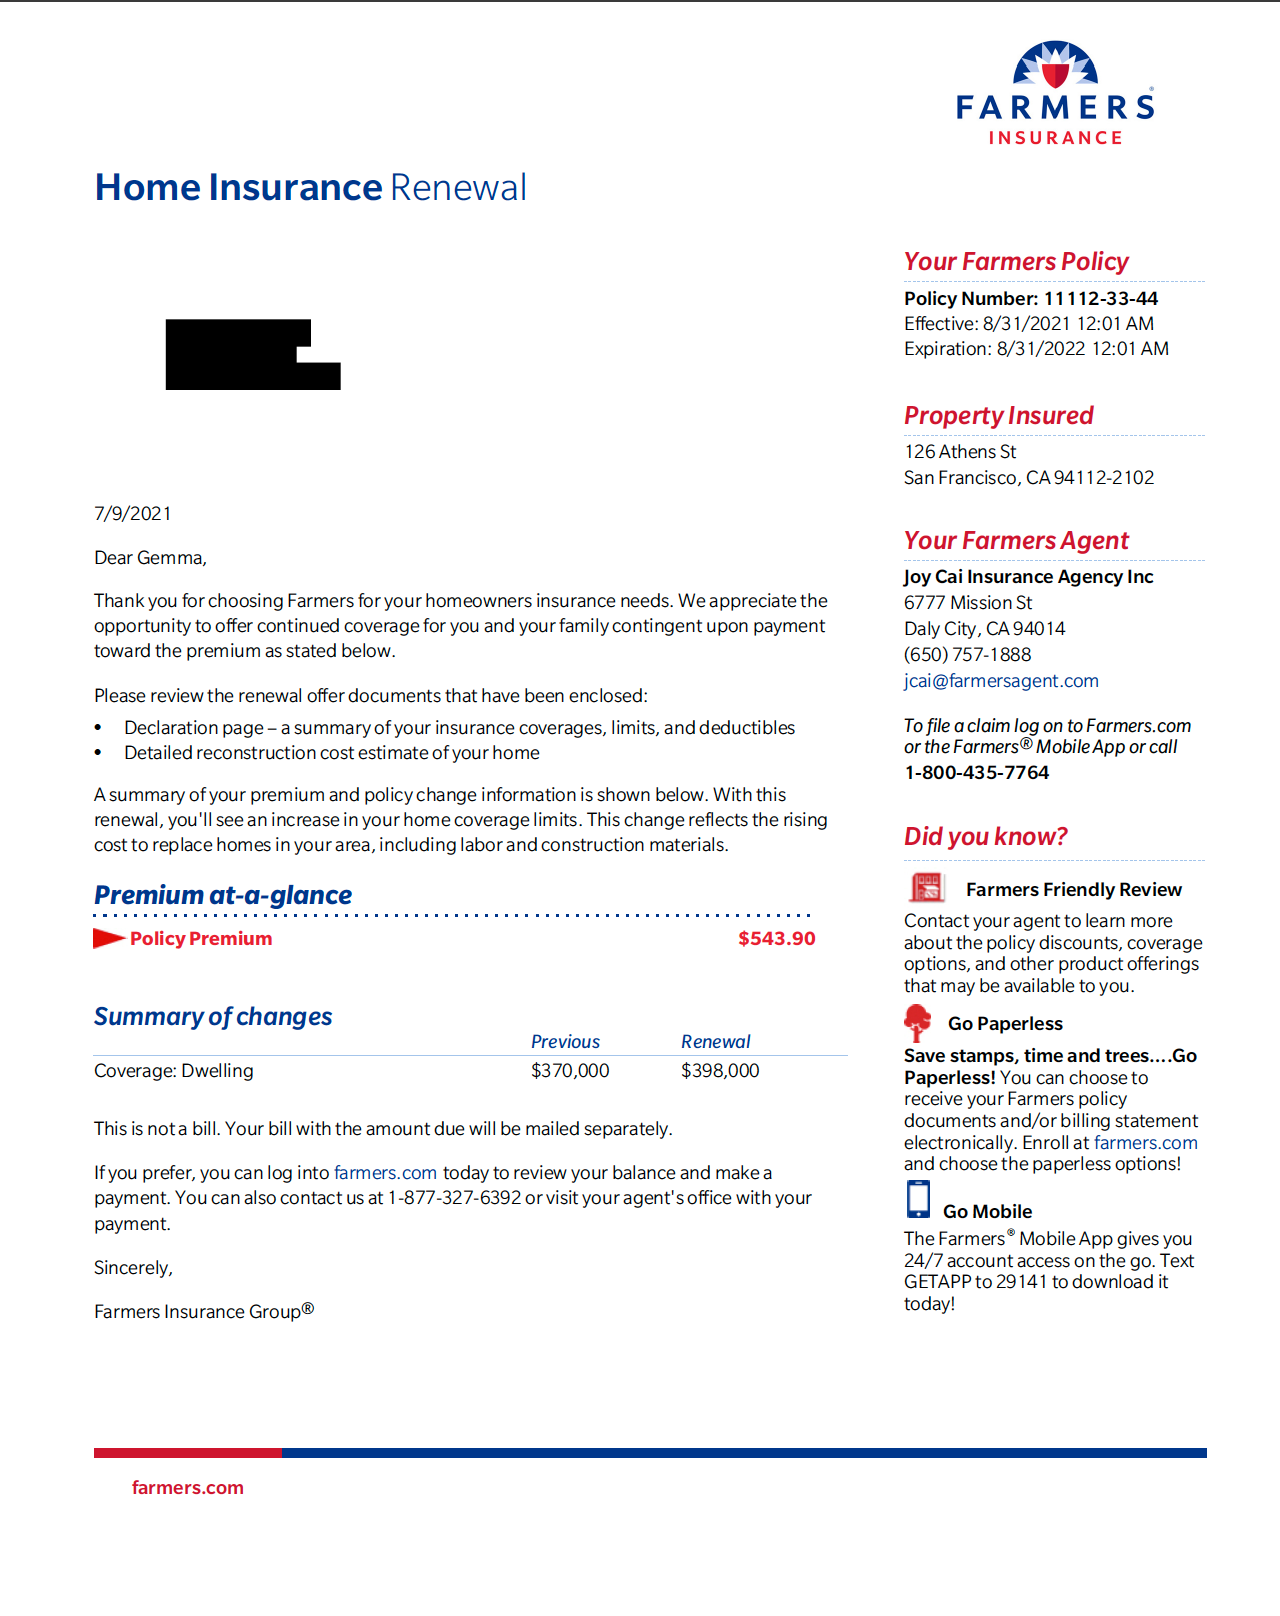 FARMERS
INSURANCE
Home Insurance Renewal
7/9/2021
Dear Gemma,
Thank you for choosing Farmers for your homeowners insurance needs. We appreciate the
opportunity to offer continued coverage for you and your family contingent upon payment
toward the premium as stated below.
Please review the renewal offer documents that have been enclosed:
• Declaration page – a summary of your insurance coverages, limits, and deductibles
• Detailed reconstruction cost estimate of your home
A summary of your premium and policy change information is shown below. With this
renewal, you'll see an increase in your home coverage limits. This change reflects the rising
cost to replace homes in your area, including labor and construction materials.
Premium at-a-glance
Policy Premium $543.90
Summary of changes
Previous Renewal
Coverage: Dwelling $370,000 $398,000
This is not a bill. Your bill with the amount due will be mailed separately.
If you prefer, you can log into farmers.com today to review your balance and make a
payment. You can also contact us at 1-877-327-6392 or visit your agent's office with your
payment.
Sincerely,
Farmers Insurance Group®
Your Farmers Policy
Policy Number: 11112-33-44
Effective: 8/31/2021 12:01 AM
Expiration: 8/31/2022 12:01 AM
Property Insured
126 Athens St
San Francisco, CA 94112-2102
Your Farmers Agent
Joy Cai Insurance Agency Inc
6777 Mission St
Daly City, CA 94014
(650) 757-1888
jcai@farmersagent.com
To file a claim log on to Farmers.com
or the Farmers® Mobile App or call
1-800-435-7764
Did you know?
Farmers Friendly Review
Contact your agent to learn more
about the policy discounts, coverage
options, and other product offerings
that may be available to you.
Go Paperless
Save stamps, time and trees....Go
Paperless! You can choose to
receive your Farmers policy
documents and/or billing statement
electronically. Enroll at farmers.com
and choose the paperless options!
Go Mobile
The Farmers® Mobile App gives you
24/7 account access on the go. Text
GETAPP to 29141 to download it
today!
farmers.com